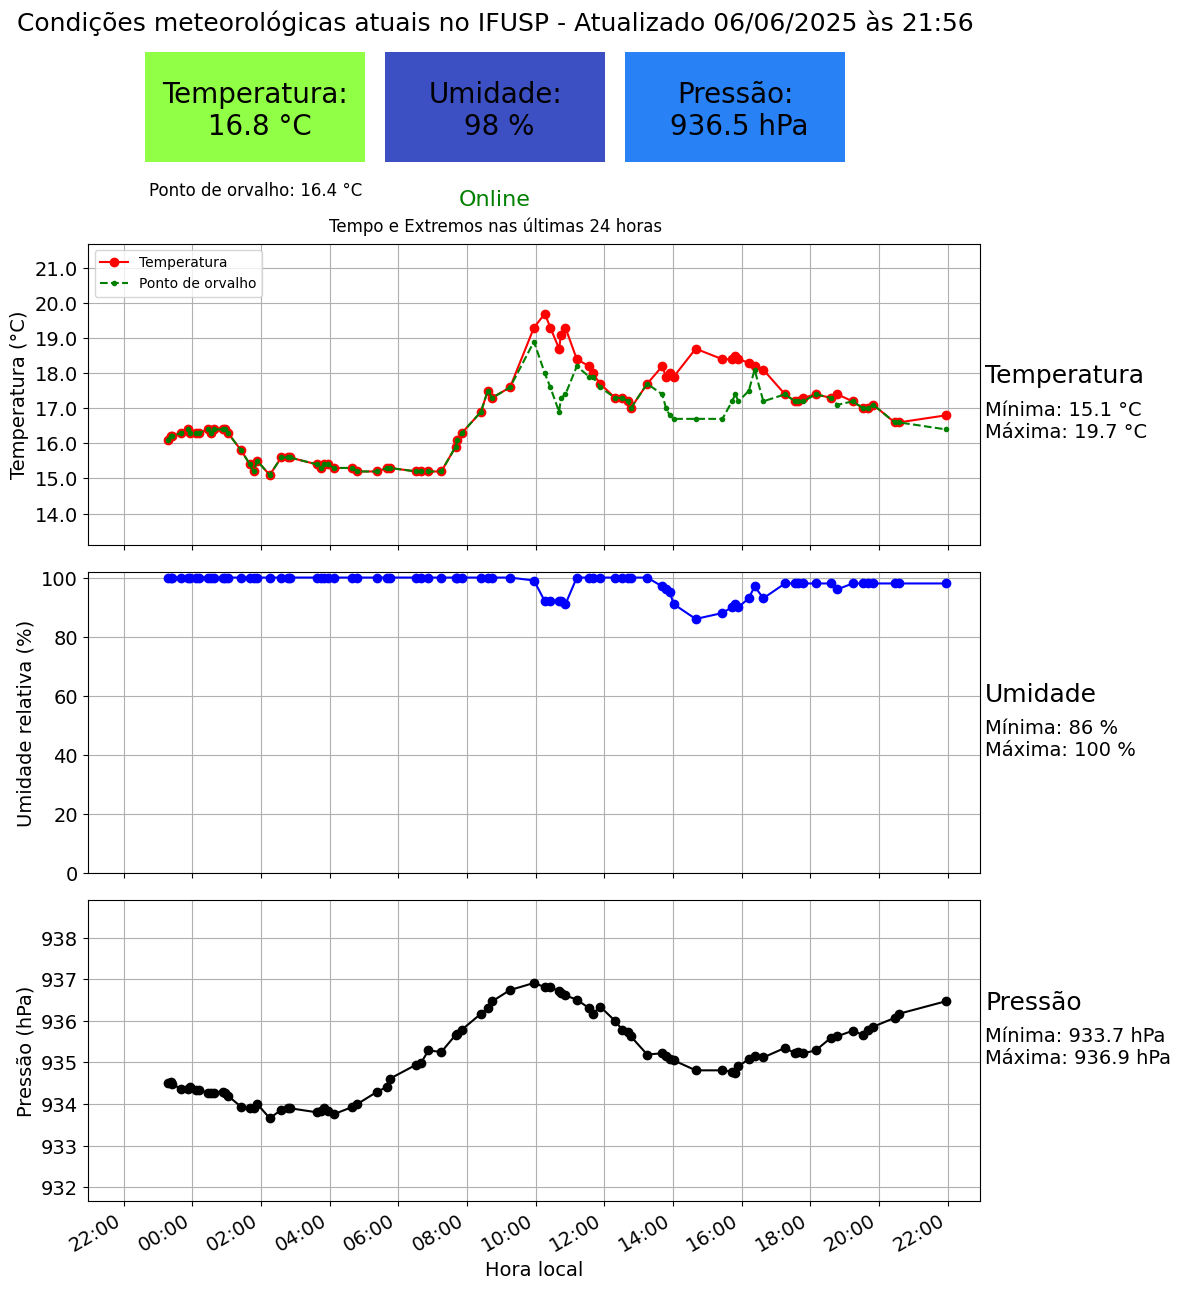 Condições meteorológicas atuais no IFUSP - Atualizado 06/06/2025 às 21:56
Temperatura:
16.8 °C
Umidade:
98 %
Pressão:
936.5 hPa
Ponto de orvalho: 16.4 °C
Online
Tempo e Extremos nas últimas 24 horas
Temperatura
Ponto de orvalho
Temperatura (°C)
21.0
20.0
19.0
18.0
17.0
16.0
15.0
14.0
Temperatura
Mínima: 15.1 °C
Máxima: 19.7 °C
Umidade relativa (%)
100
80
60
40
20
0
Umidade
Mínima: 86 %
Máxima: 100 %
Pressão (hPa)
938
937
936
935
934
933
932
Pressão
Mínima: 933.7 hPa
Máxima: 936.9 hPa
22:00
00:00
02:00
04:00
06:00
08:00
10:00
12:00
14:00
16:00
18:00
20:00
22:00
Hora local